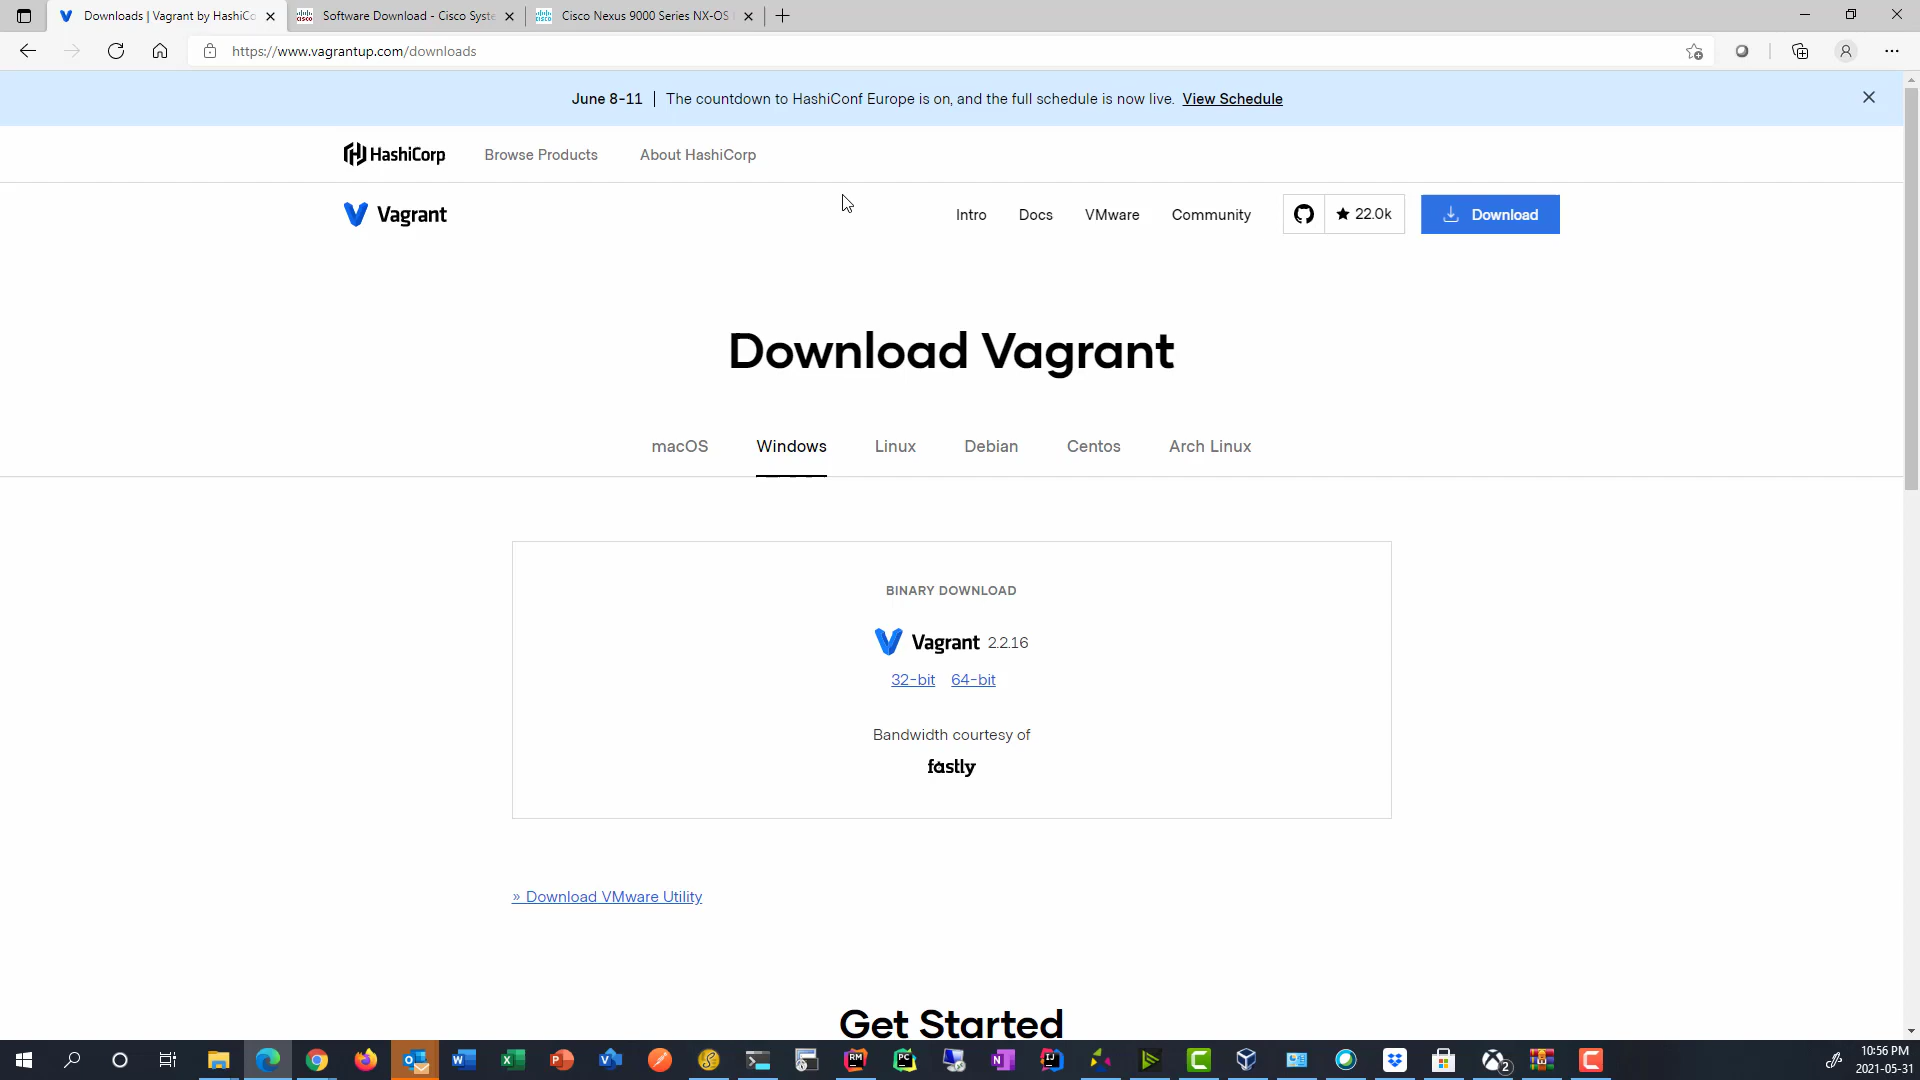 Downloads | Vagrant by HashiCo
Software Download - Cisco Syste
Cisco Nexus 9000 Series NX-OS
https://www.vagrantup.com/downloads
June 8-11 | The countdown to HashiConf Europe is on, and the full schedule is now live. View Schedule
HashiCorp
Browse Products
About HashiCorp
Vagrant
Intro
Docs
VMware
Community
22.0k
Download
Download Vagrant
macOS
Windows
Linux
Debian
Centos
Arch Linux
BINARY DOWNLOAD
Vagrant 2.2.16
32-bit 64-bit
Bandwidth courtesy of
fastly
» Download VMware Utility
Get Started
10:56 PM
2021-05-31